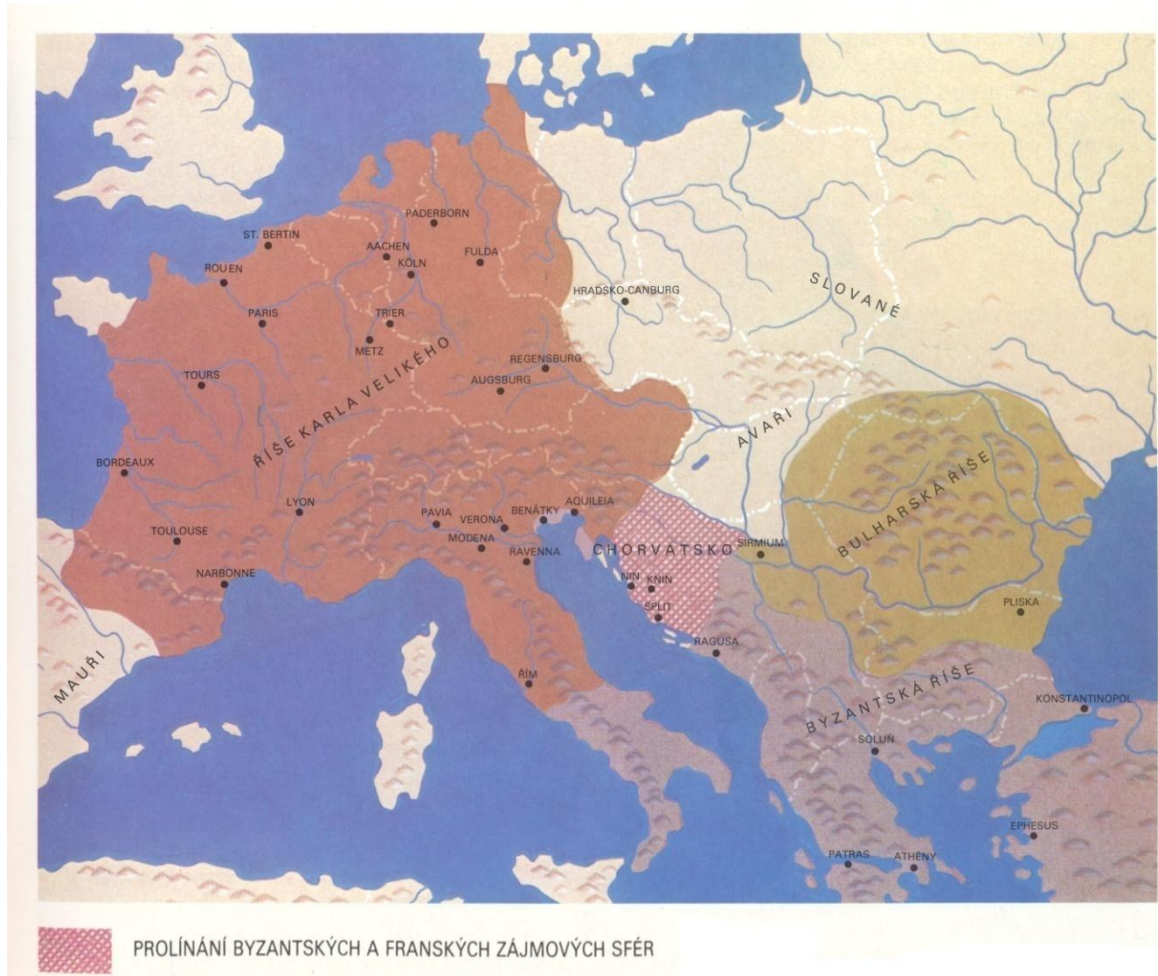 PADERBORN
ST. BERTIN
AACHEN
FULDA
KÖLN
ROUEN
SLOVANÉ
HRADSKO-CANBURG
PARIS
TRIER
METZ
REGENSBURG
TOURS
AUGSBURG
ŘÍŠE KARLA VELIKÉHO
AVAŘI
BORDEAUX
BULHARSKÁ ŘÍŠE
LYON
PAVIA
VERONA
BENÁTKY
AQUILEIA
TOULOUSE
MODENA
RAVENNA
CHORVATSKO
SIRMIUM
NARBONNE
NIN
KNIN
SPLIT
PLISKA
RAGUSA
MAUŘI
ŘÍM
BYZANTSKÁ ŘÍŠE
KONSTANTINOPOL
SOLUŇ
EPHESUS
PATRAS
ATHÉNY
PROLÍNÁNÍ BYZANTSKÝCH A FRANSKÝCH ZÁJMOVÝCH SFÉR